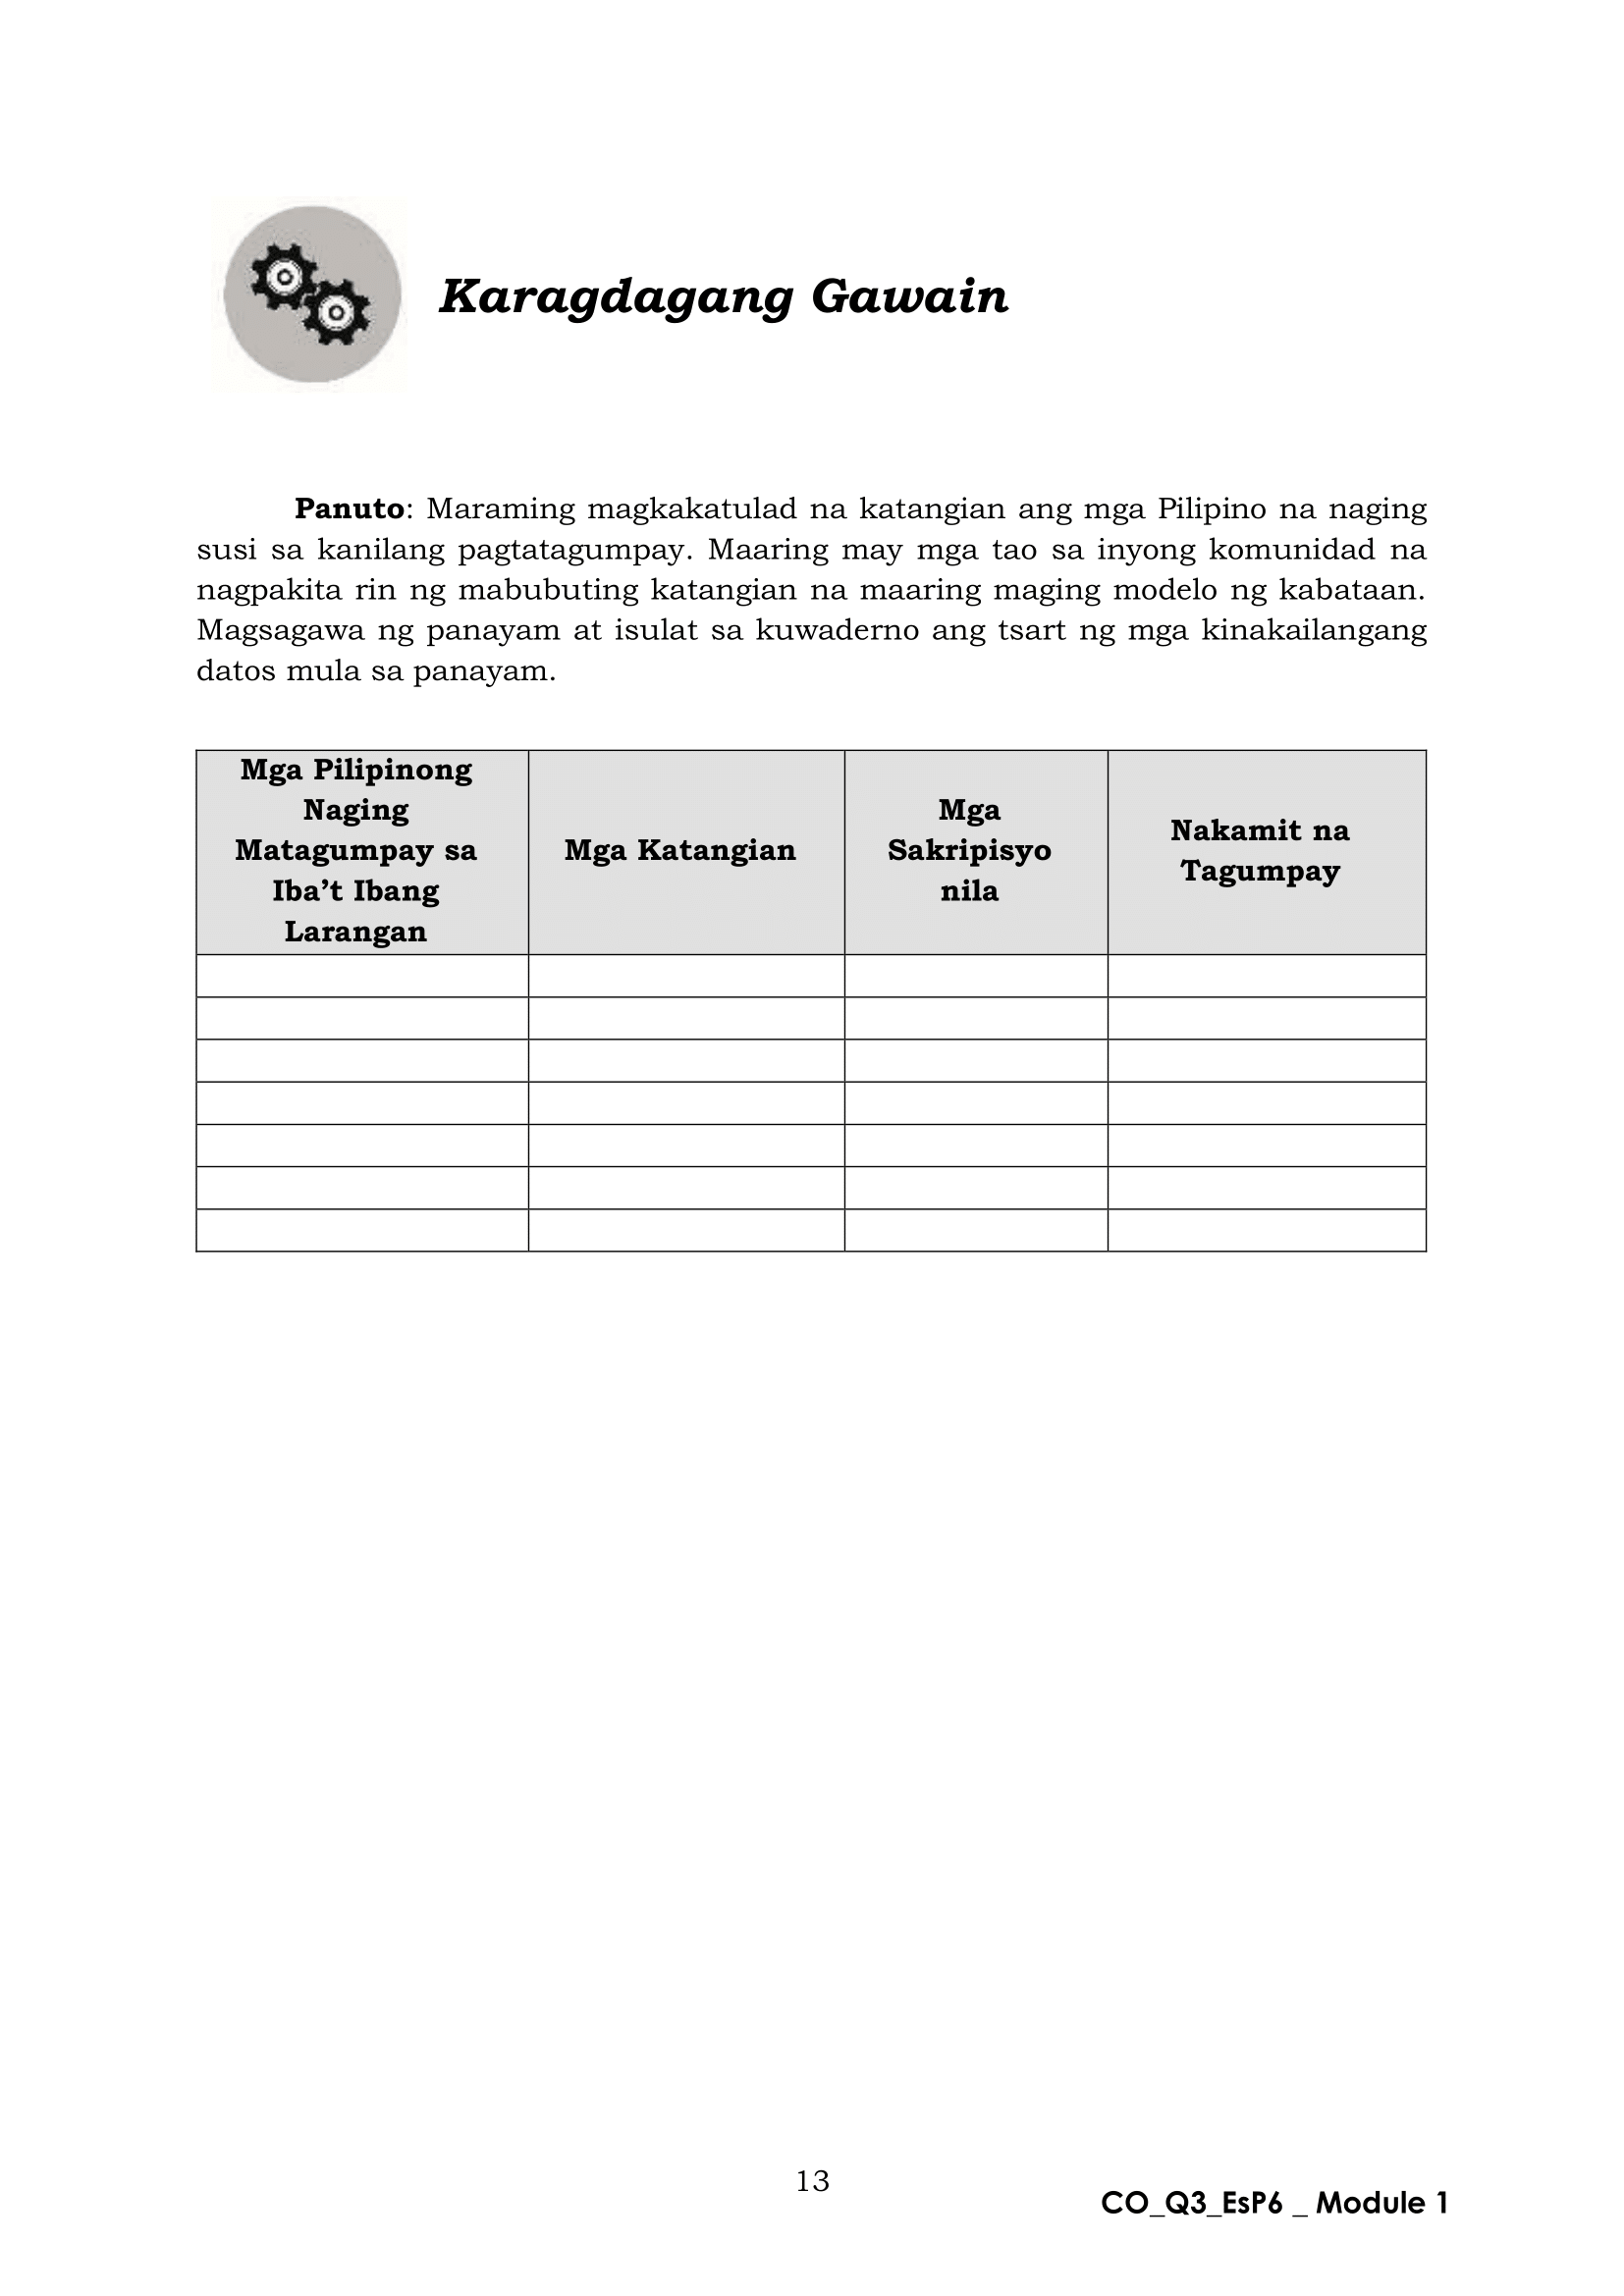 Karagdagang Gawain
Panuto: Maraming magkakatulad na katangian ang mga Pilipino na naging
susi sa kanilang pagtatagumpay. Maaring may mga tao sa inyong komunidad na
nagpakita rin ng mabubuting katangian na maaring maging modelo ng kabataan.
Magsagawa ng panayam at isulat sa kuwaderno ang tsart ng mga kinakailangang
datos mula sa panayam.
Mga Pilipinong
Naging
Matagumpay sa
Iba’t Ibang
Larangan
Mga Katangian
Mga
Sakripisyo
nila
Nakamit na
Tagumpay
13
CO_Q3_EsP6 _ Module 1